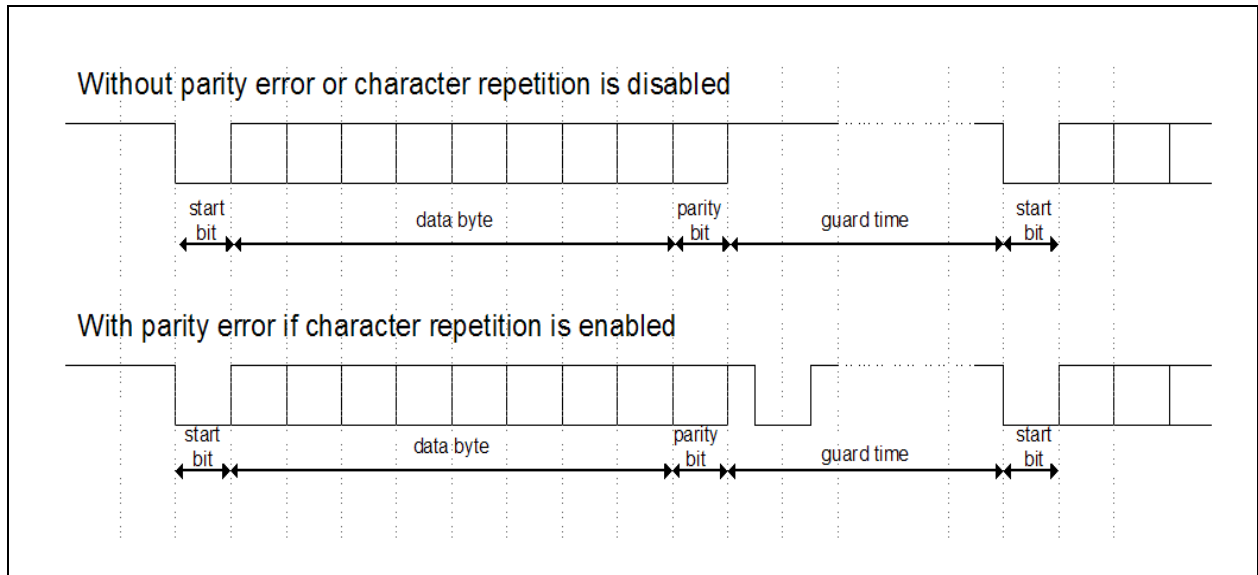 Without parity error or character repetition is disabled
start
bit
data byte
parity
bit
guard time
start
bit
With parity error if character repetition is enabled
start
bit
data byte
parity
bit
guard time
start
bit